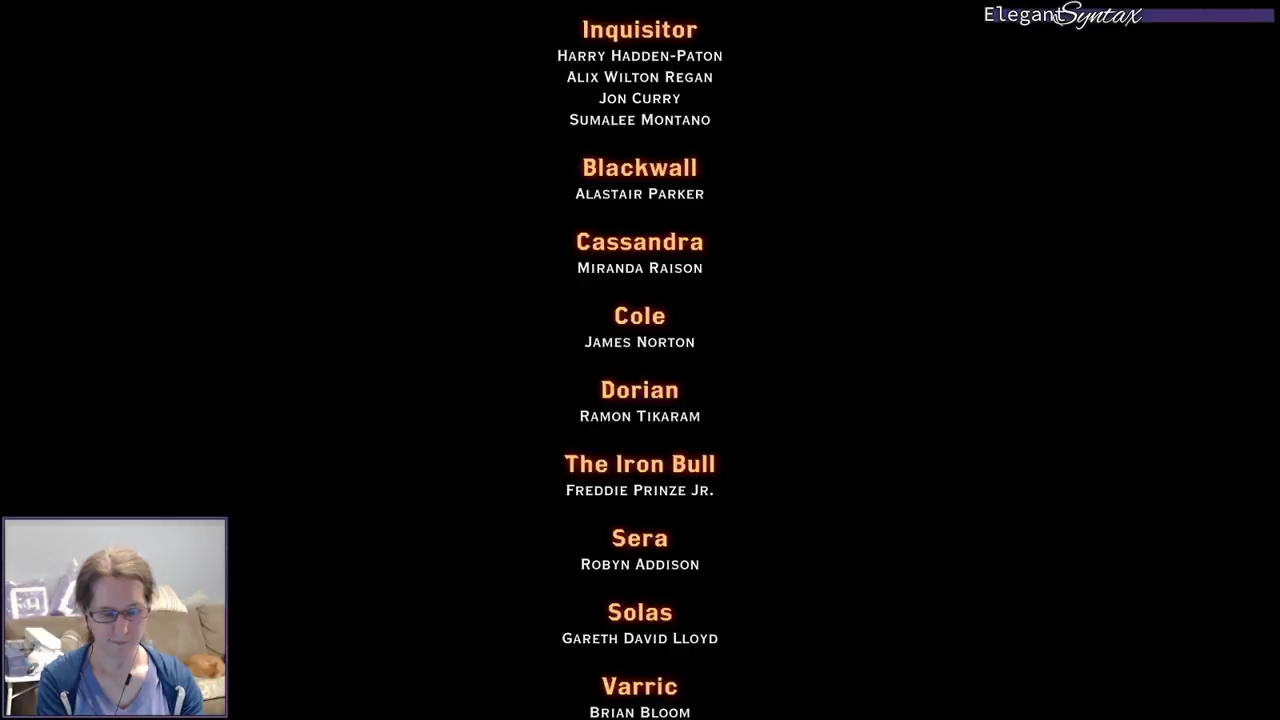 ElegantSyntax
Inquisitor
Harry Hadden-Paton
Alix Wilton Regan
Jon Curry
Sumalee Montano
Blackwall
Alastair Parker
Cassandra
Miranda Raison
Cole
James Norton
Dorian
Ramon Tikaram
The Iron Bull
Freddie Prinze Jr.
Sera
Robyn Addison
Solas
Gareth David Lloyd
Varric
Brian Bloom